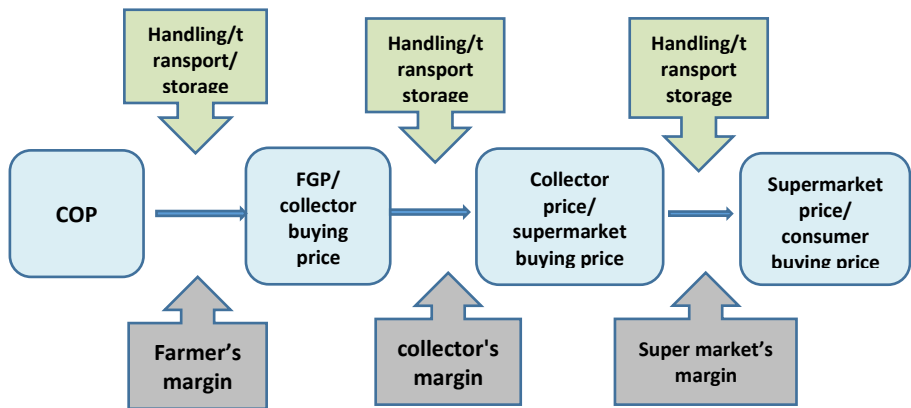 Handling/t
ransport/
storage
Handling/t
ransport
storage
Handling/t
ransport
storage
COP
FGP/
collector
buying
price
Collector
price/
supermarket
buying price
Supermarket
price/
consumer
buying price
Farmer’s
margin
collector's
margin
Super market’s
margin